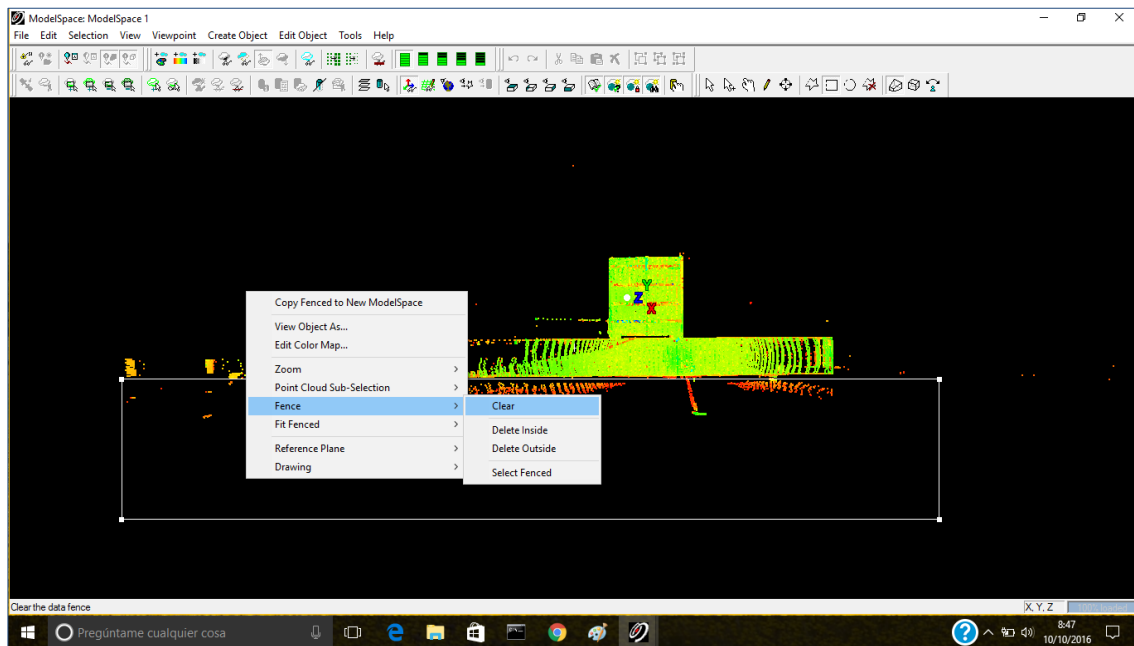 ModelSpace: ModelSpace 1
File Edit Selection View Viewpoint Create Object Edit Object Tools Help
Y
Z
X
Copy Fenced to New ModelSpace
View Object As...
Edit Color Map...
Zoom
Point Cloud Sub-Selection
Fence
Fit Fenced
Reference Plane
Drawing
Clear
Delete Inside
Delete Outside
Select Fenced
Clear the data fence
X, Y, Z
Pregúntame cualquier cosa
8:47
10/10/2016